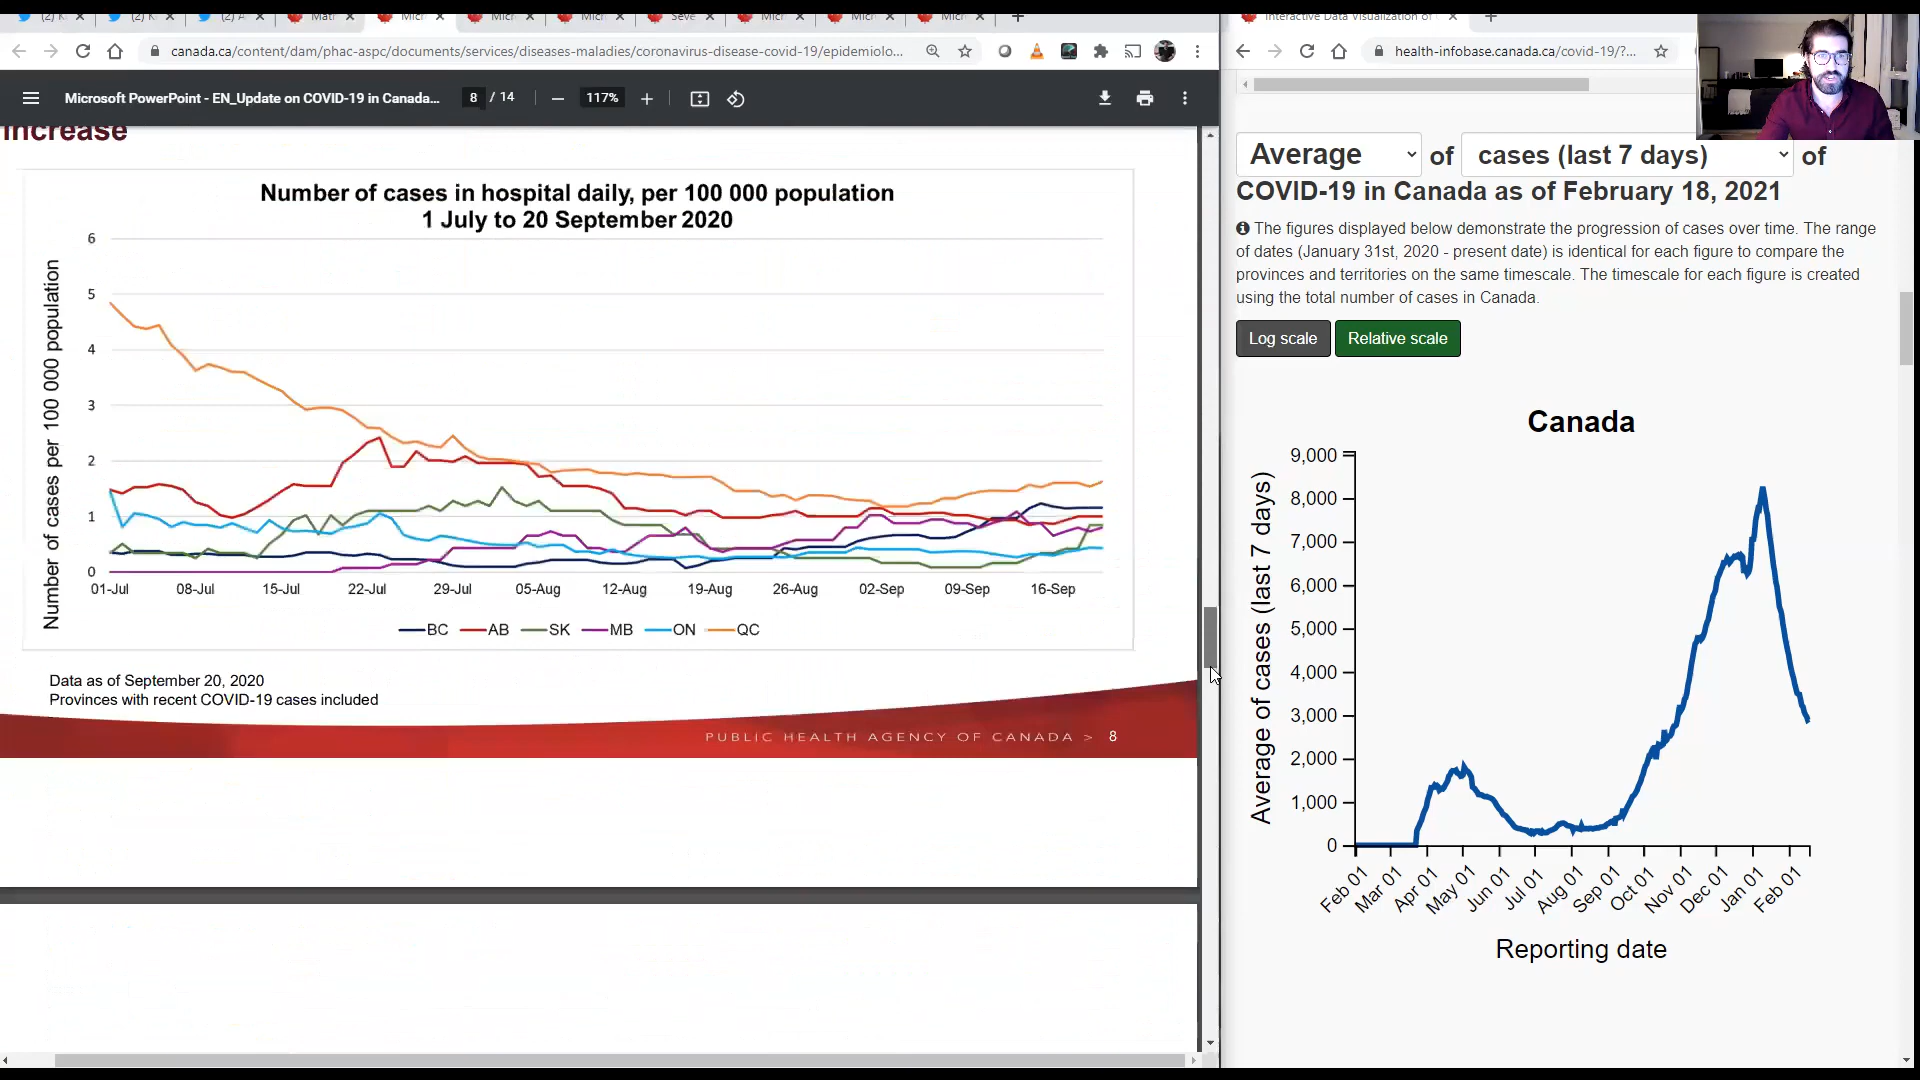 (2)
(2)
(2)
Micr
Micr
Micr
Seve
Micr
Micr
Micr
Interactive Data Visualization of
canada.ca/content/dam/phac-aspc/documents/services/diseases-maladies/coronavirus-disease-covid-19/epidemiolo...
health-infobase.canada.ca/covid-19/?...
Microsoft PowerPoint - EN_Update on COVID-19 in Canada...
8 / 14
117%
increase
Number of cases in hospital daily, per 100 000 population
1 July to 20 September 2020
Number of cases per 100 000 population
6
5
4
3
2
1
0
01-Jul 08-Jul 15-Jul 22-Jul 29-Jul 05-Aug 12-Aug 19-Aug 26-Aug 02-Sep 09-Sep 16-Sep
BC AB SK MB ON QC
Data as of September 20, 2020
Provinces with recent COVID-19 cases included
PUBLIC HEALTH AGENCY OF CANADA > 8
Average of cases (last 7 days) of
COVID-19 in Canada as of February 18, 2021
The figures displayed below demonstrate the progression of cases over time. The range
of dates (January 31st, 2020 - present date) is identical for each figure to compare the
provinces and territories on the same timescale. The timescale for each figure is created
using the total number of cases in Canada.
Log scale Relative scale
Canada
Average of cases (last 7 days)
9,000
8,000
7,000
6,000
5,000
4,000
3,000
2,000
1,000
0
Feb 01 Mar 01 Apr 01 May 01 Jun 01 Jul 01 Aug 01 Sep 01 Oct 01 Nov 01 Dec 01 Jan 01 Feb 01
Reporting date